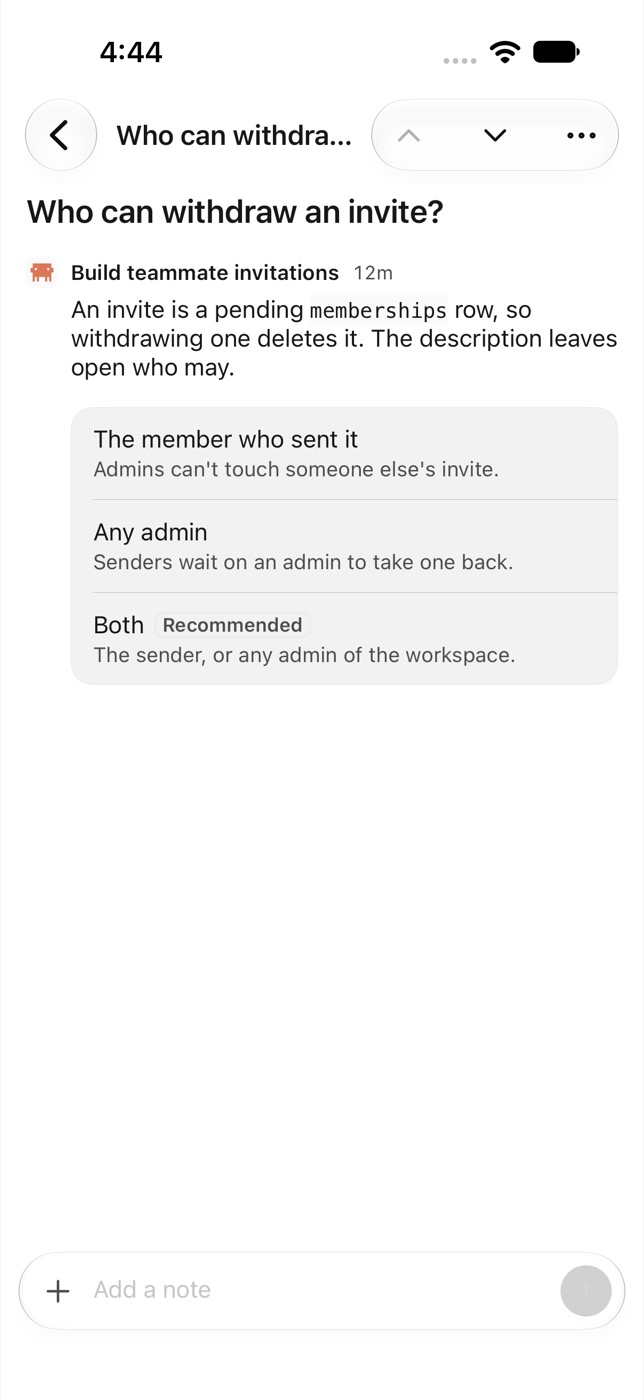 4:44
Who can withdra...
Who can withdraw an invite?
Build teammate invitations 12m
An invite is a pending memberships row, so
withdrawing one deletes it. The description leaves
open who may.
The member who sent it
Admins can't touch someone else's invite.
Any admin
Senders wait on an admin to take one back.
Both Recommended
The sender, or any admin of the workspace.
Add a note